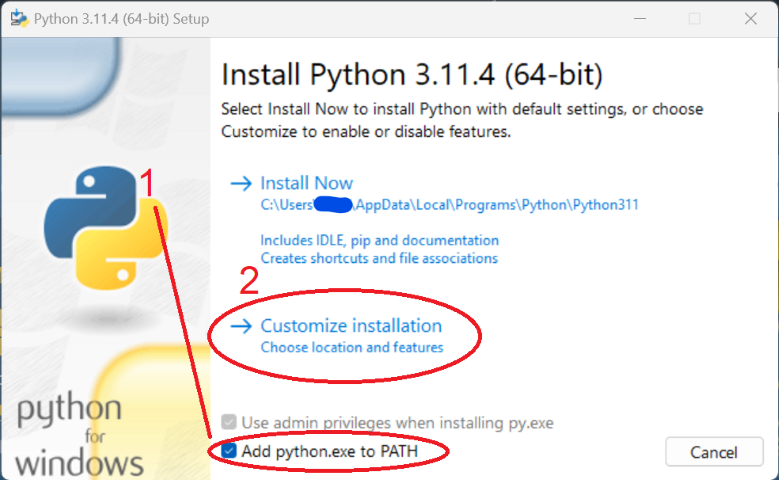 Python 3.11.4 (64-bit) Setup
Install Python 3.11.4 (64-bit)
Select Install Now to install Python with default settings, or choose
Customize to enable or disable features.
1
Install Now
C:\Users\ \AppData\Local\Programs\Python\Python311
Includes IDLE, pip and documentation
Creates shortcuts and file associations
2
Customize installation
Choose location and features
Use admin privileges when installing py.exe
Add python.exe to PATH
Cancel
python
for
windows